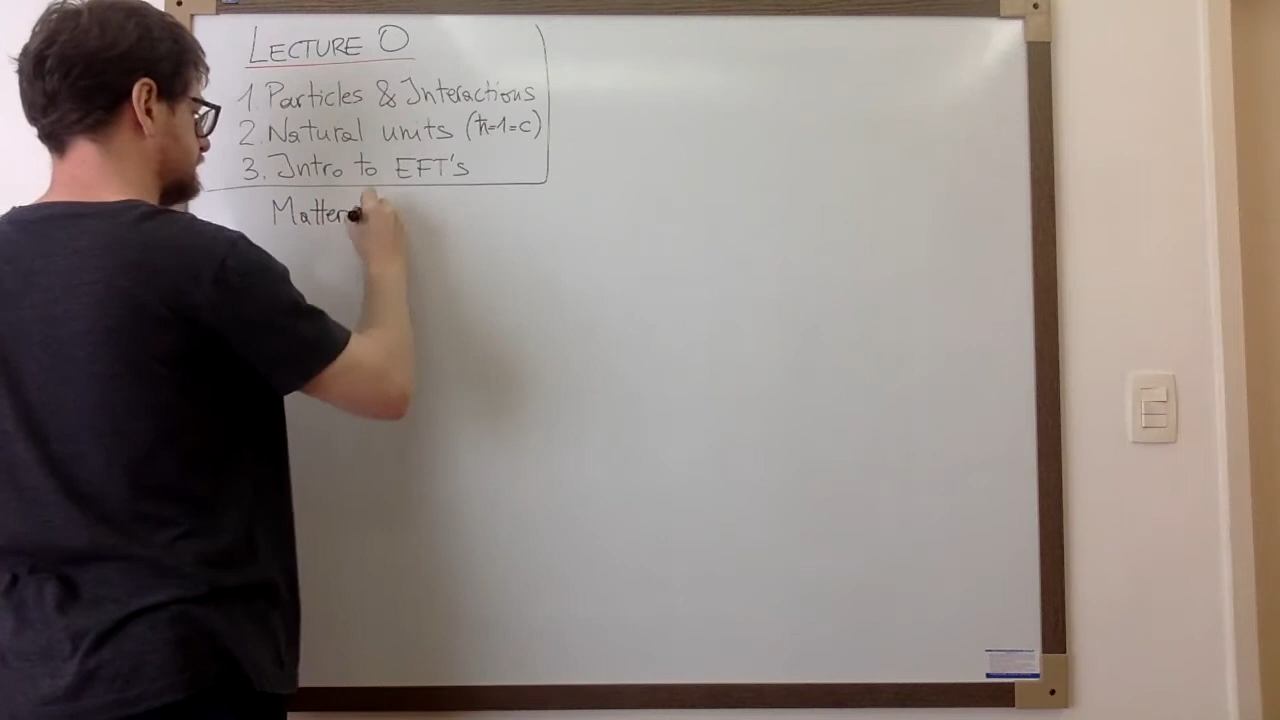 LECTURE 0
1. Particles & Interactions
2. Natural units (ħ=1=c)
3. Intro to EFT's
Matter